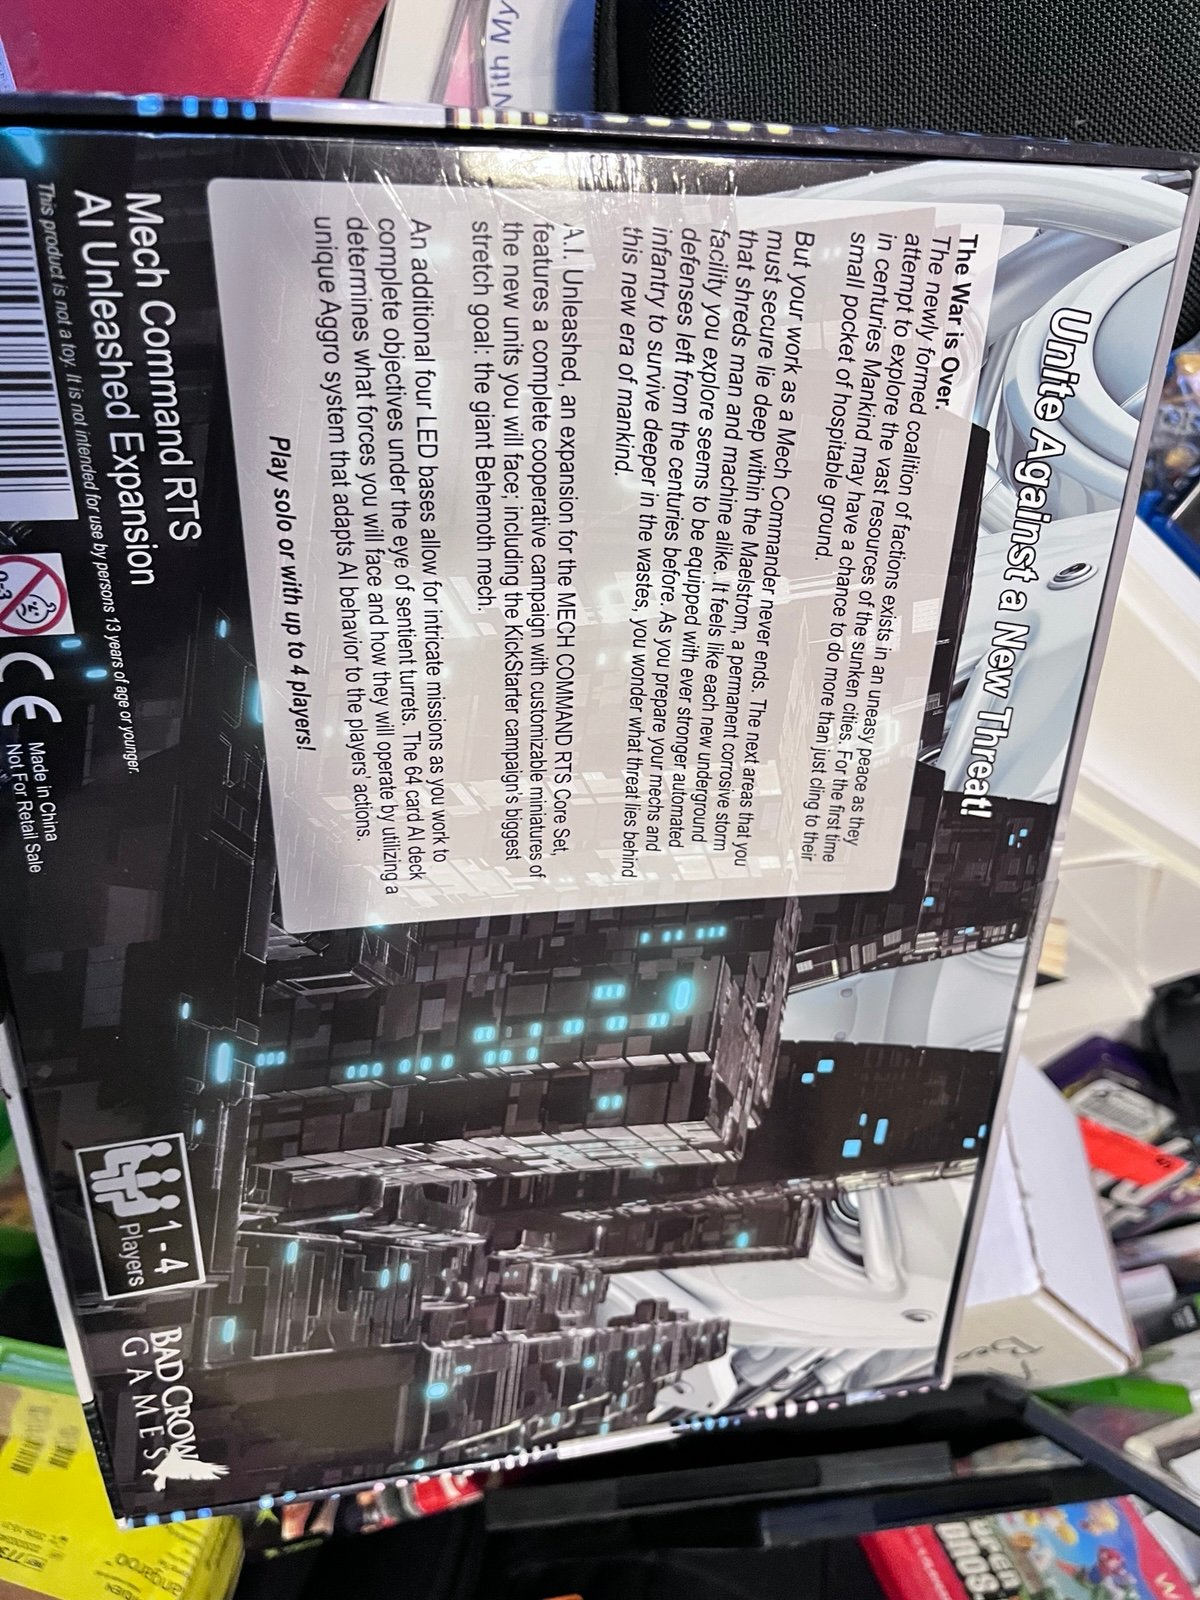 Unite Against a New Threat!
The War is Over.
The newly formed coalition of factions exists in an uneasy peace as they
attempt to explore the vast resources of the sunken cities. For the first time
in centuries Mankind may have a chance to do more than just cling to their
small pocket of hospitable ground.
But your work as a Mech Commander never ends. The next areas that you
must secure lie deep within the Maelstrom, a permanent corrosive storm
that shreds man and machine alike. It feels like each new underground
facility you explore seems to be equipped with ever stronger automated
defenses left from the centuries before. As you prepare your mechs and
infantry to survive deeper in the wastes, you wonder what threat lies behind
this new era of mankind.
A.I. Unleashed, an expansion for the MECH COMMAND RTS Core Set,
features a complete cooperative campaign with customizable miniatures of
the new units you will face; including the KickStarter campaign's biggest
stretch goal: the giant Behemoth mech.
An additional four LED bases allow for intricate missions as you work to
complete objectives under the eye of sentient turrets. The 64 card AI deck
determines what forces you will face and how they will operate by utilizing a
unique Aggro system that adapts AI behavior to the players' actions.
Play solo or with up to 4 players!
Mech Command RTS
AI Unleashed Expansion
This product is not a toy. It is not intended for use by persons 13 years of age or younger.
0-3
CE
Made in China
Not For Retail Sale
1 - 4
Players
BAD CROW
GAMES
With My